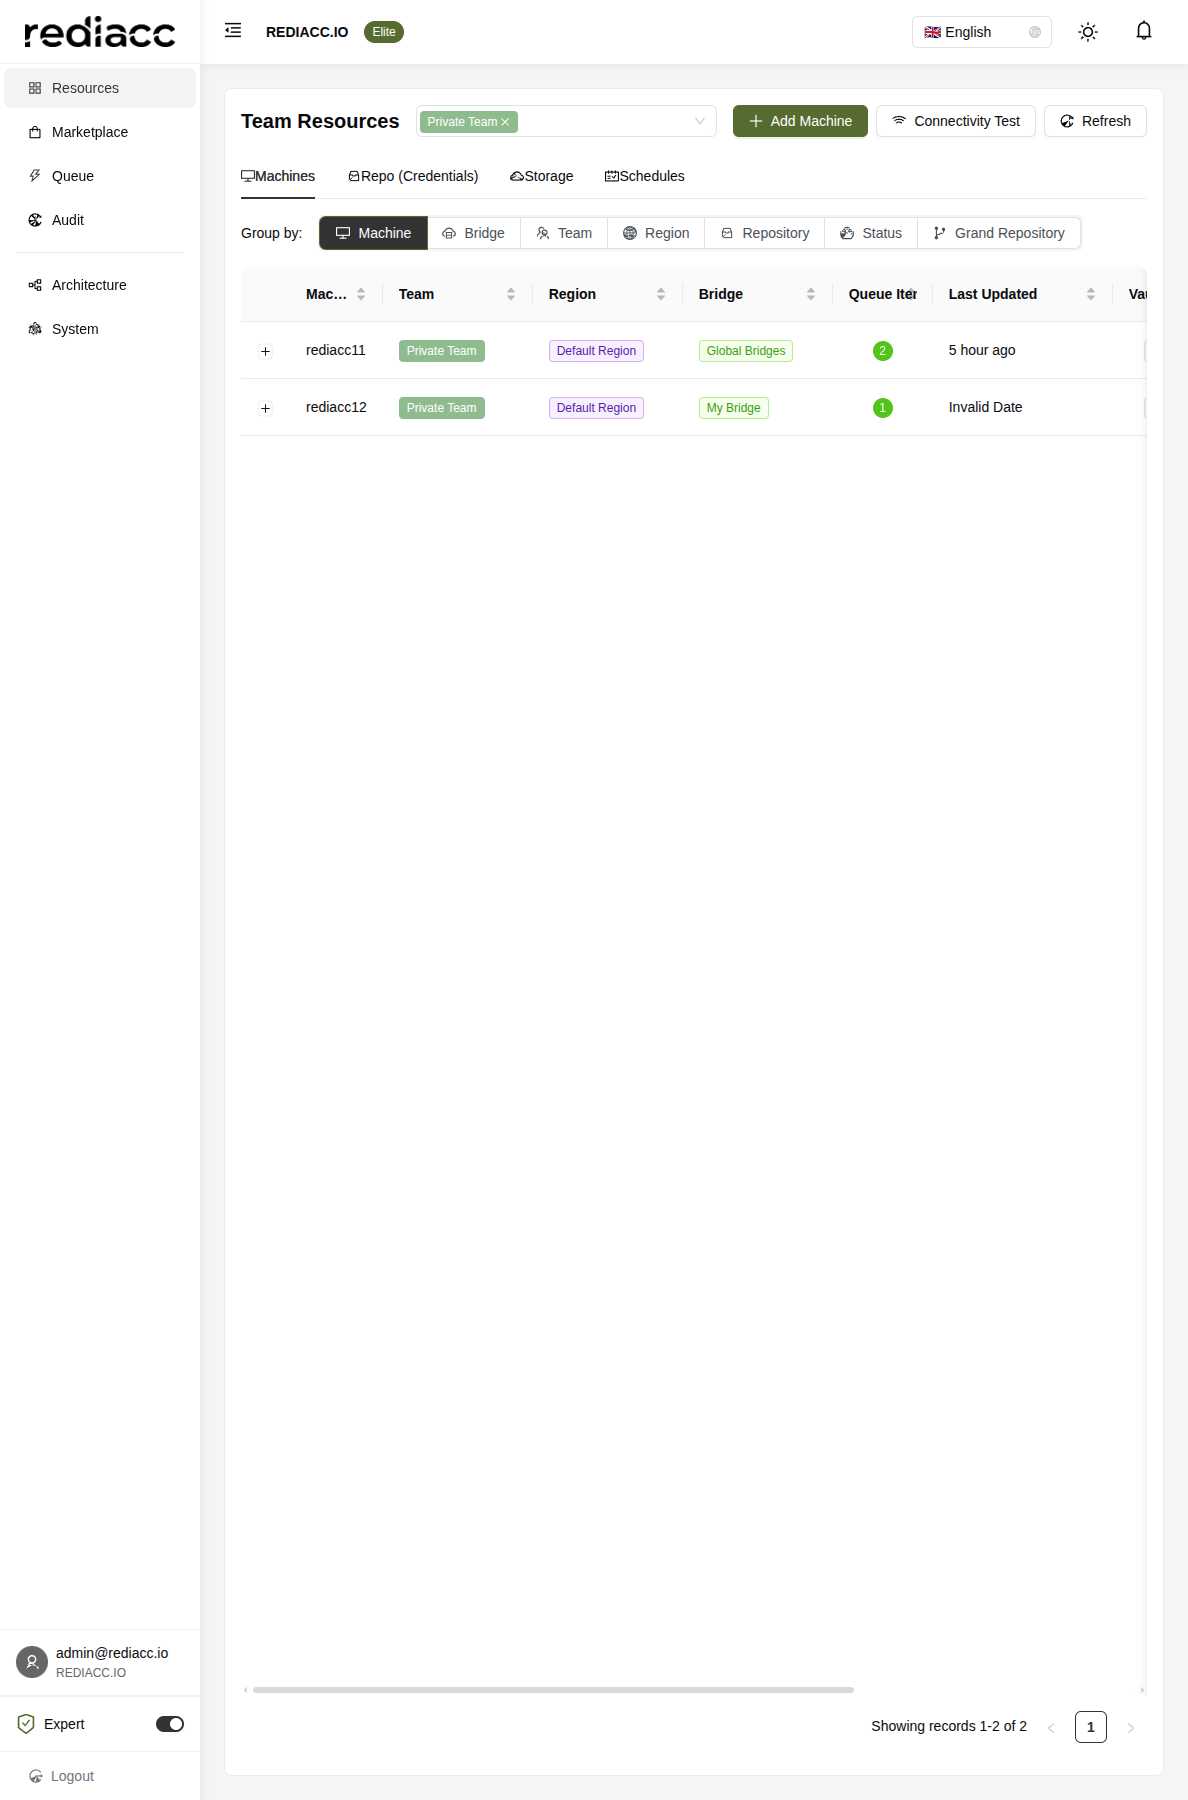 rediacc
REDIACC.IO
Elite
English
Resources
Marketplace
Queue
Audit
Architecture
System
Team Resources
Private Team
Add Machine
Connectivity Test
Refresh
Machines
Repo (Credentials)
Storage
Schedules
Group by:
Machine
Bridge
Team
Region
Repository
Status
Grand Repository
Mac...
Team
Region
Bridge
Queue Iter
Last Updated
Vau
rediacc11
Private Team
Default Region
Global Bridges
2
5 hour ago
rediacc12
Private Team
Default Region
My Bridge
1
Invalid Date
Showing records 1-2 of 2
1
admin@rediacc.io
REDIACC.IO
Expert
Logout